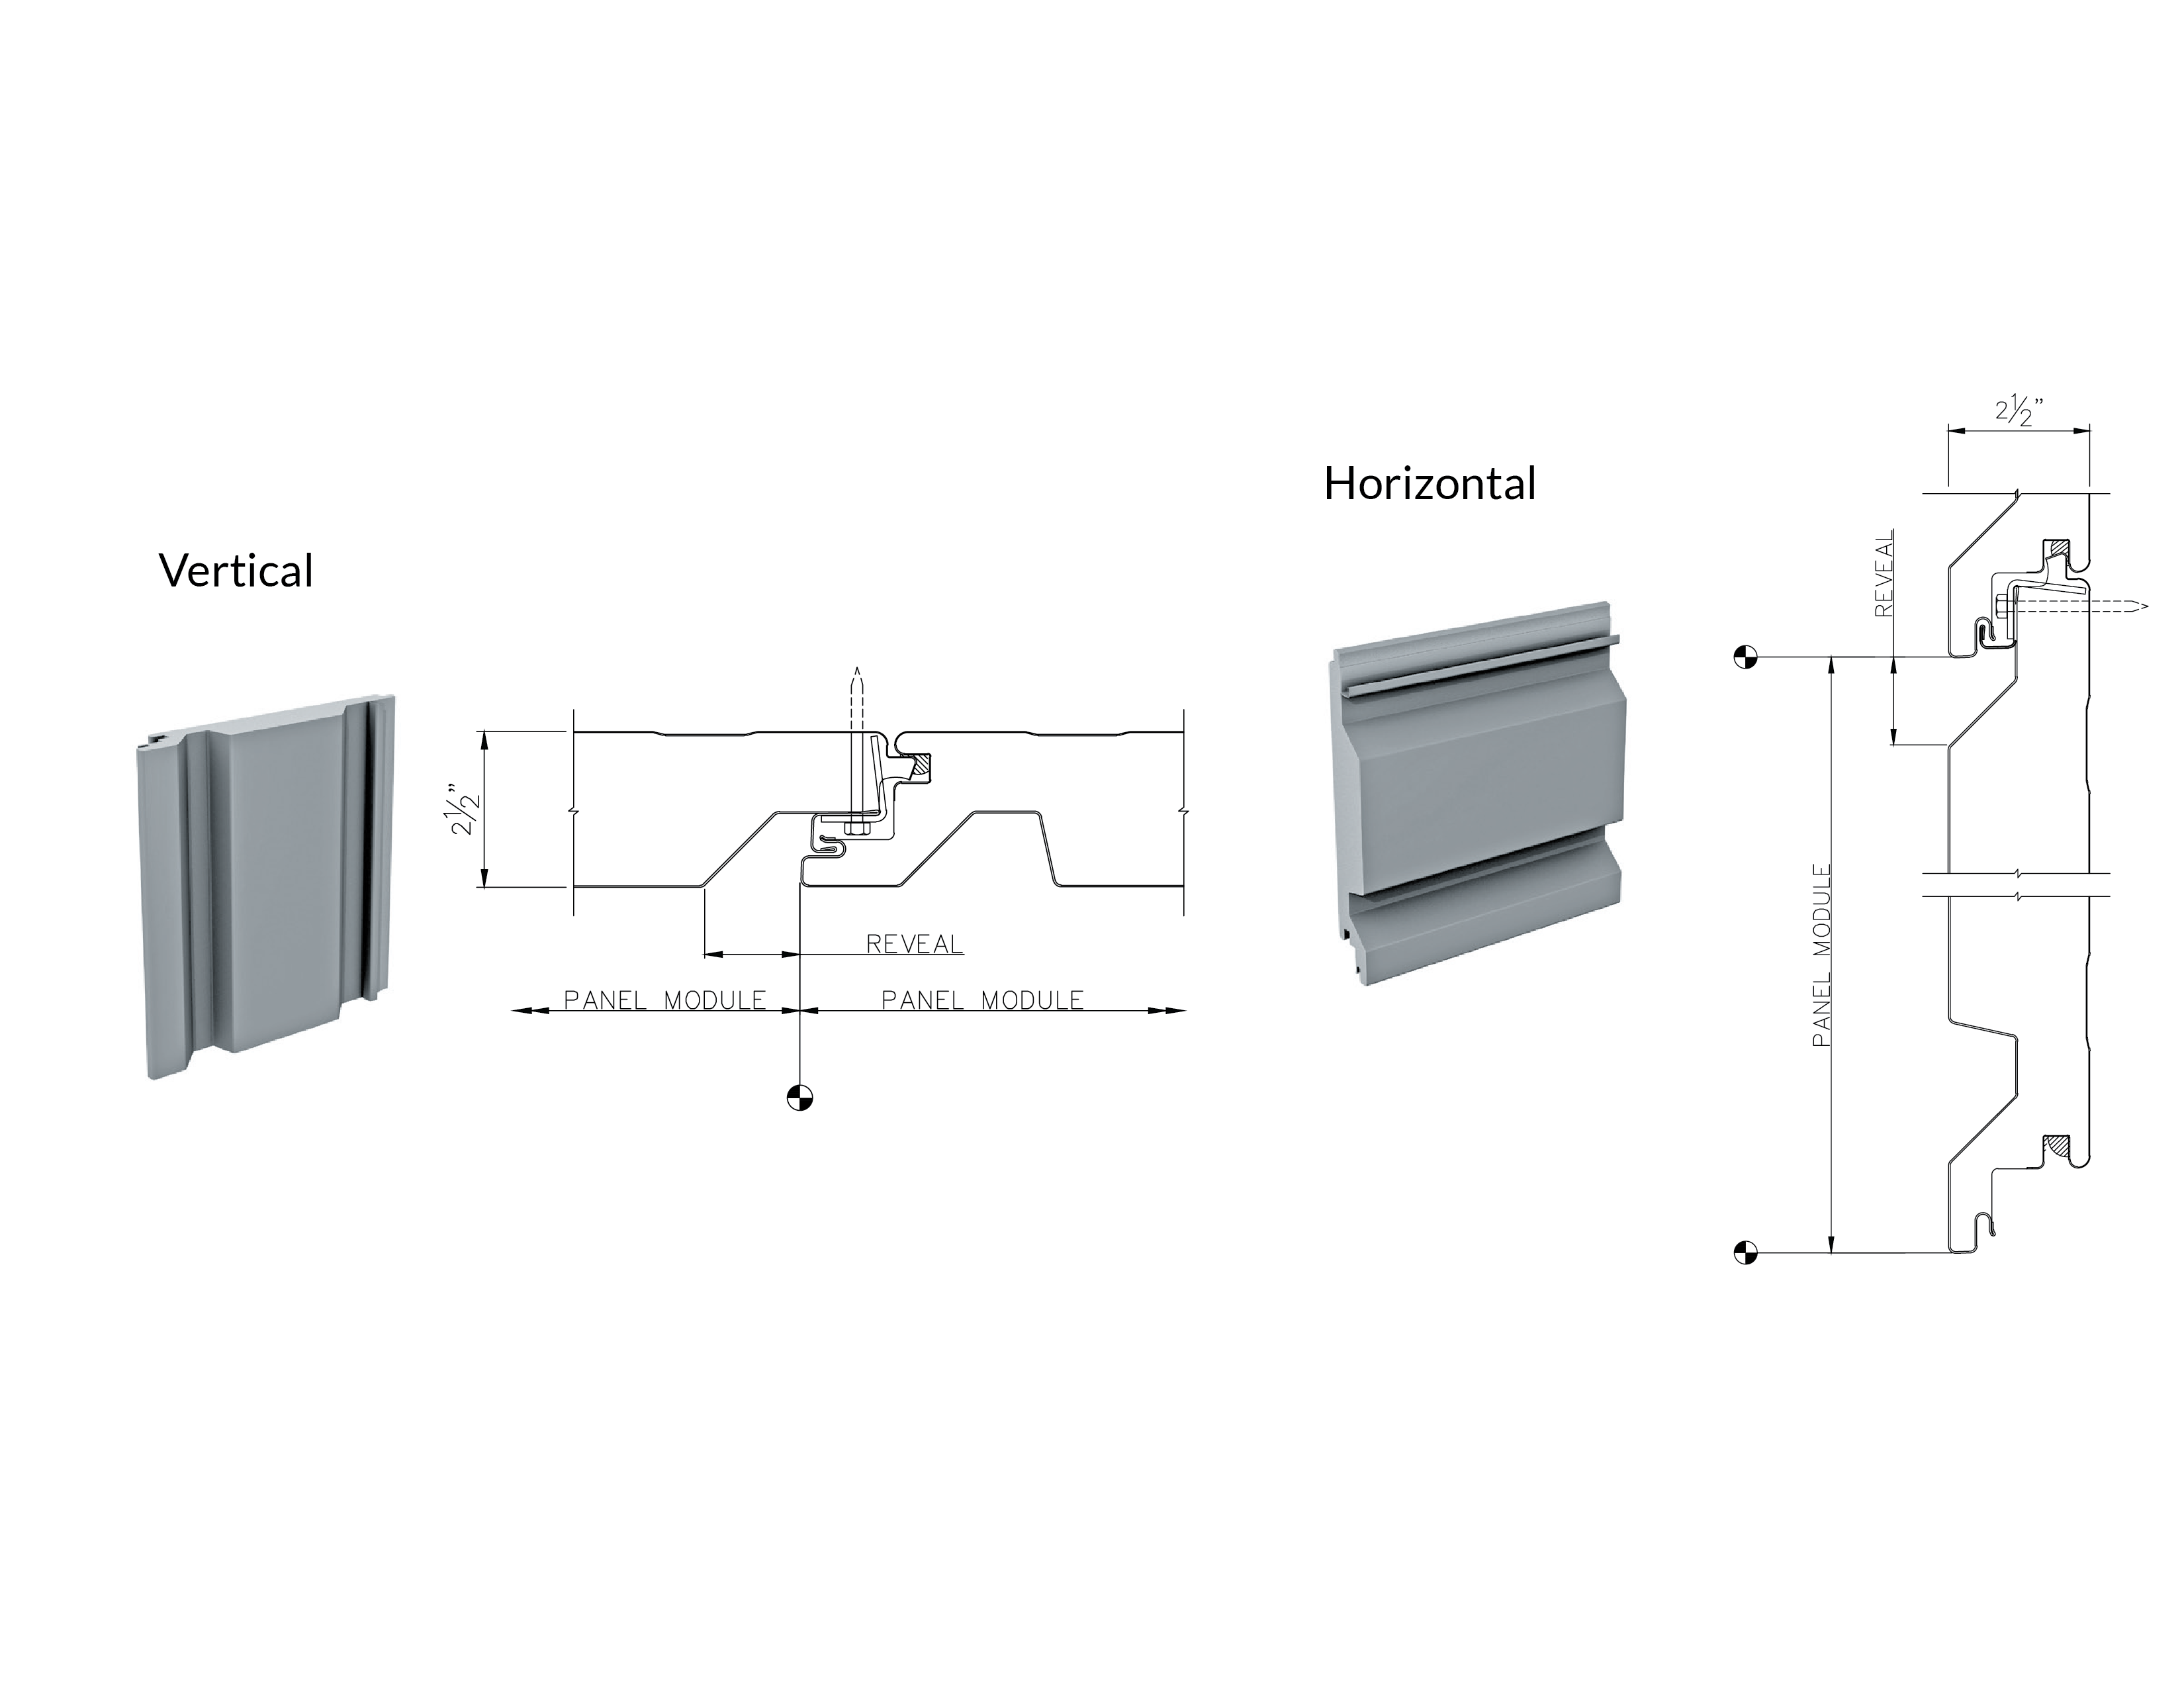 Vertical
2½”
REVEAL
PANEL MODULE
PANEL MODULE
Horizontal
2½”
REVEAL
PANEL MODULE